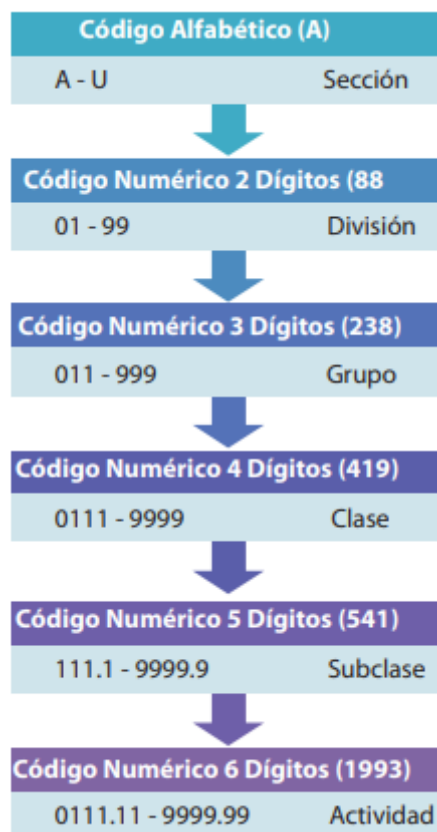 Código Alfabético (A)
A - U Sección
Código Numérico 2 Dígitos (88
01 - 99 División
Código Numérico 3 Dígitos (238)
011 - 999 Grupo
Código Numérico 4 Dígitos (419)
0111 - 9999 Clase
Código Numérico 5 Dígitos (541)
111.1 - 9999.9 Subclase
Código Numérico 6 Dígitos (1993)
0111.11 - 9999.99 Actividad